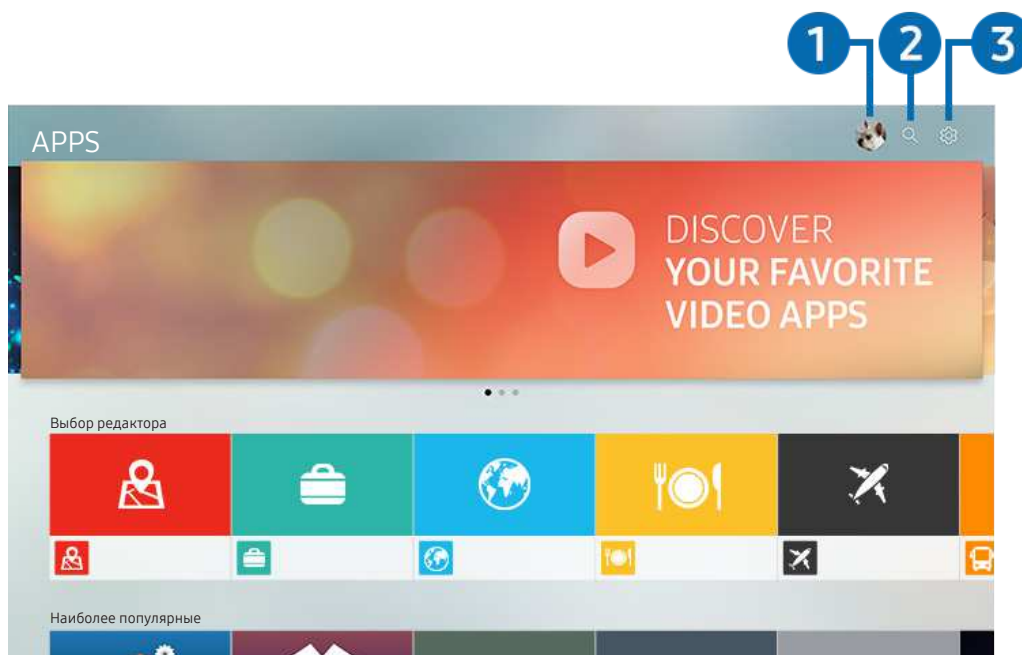 1 2 3
APPS
DISCOVER
YOUR FAVORITE
VIDEO APPS
Выбор редактора
Наиболее популярные